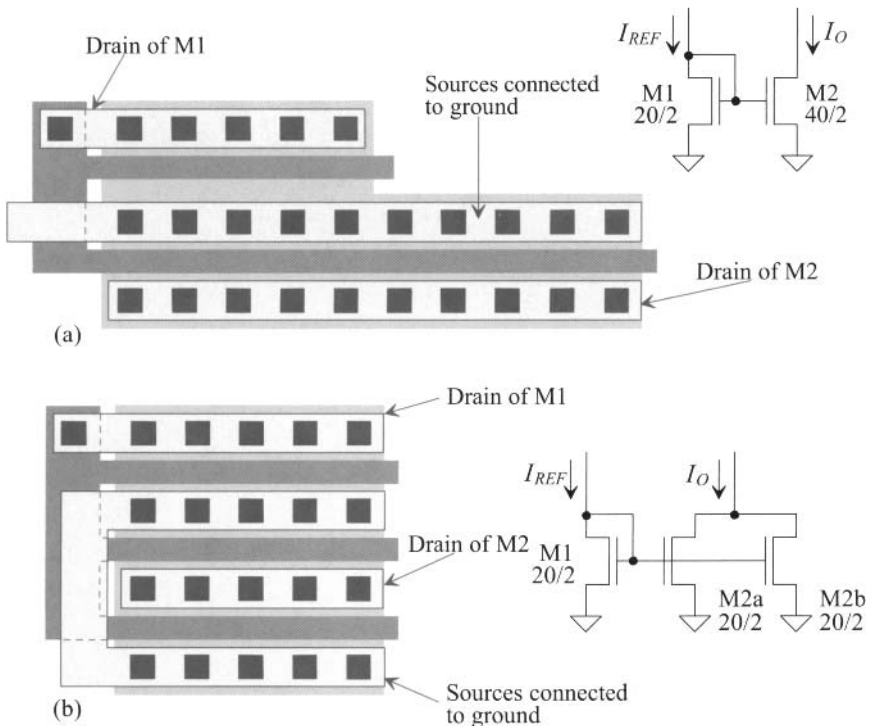 Drain of M1
Sources connected
to ground
I_REF
I_O
M1
20/2
M2
40/2
Drain of M2
(a)
Drain of M1
I_REF
I_O
Drain of M2
M1
20/2
M2a
20/2
M2b
20/2
Sources connected
to ground
(b)